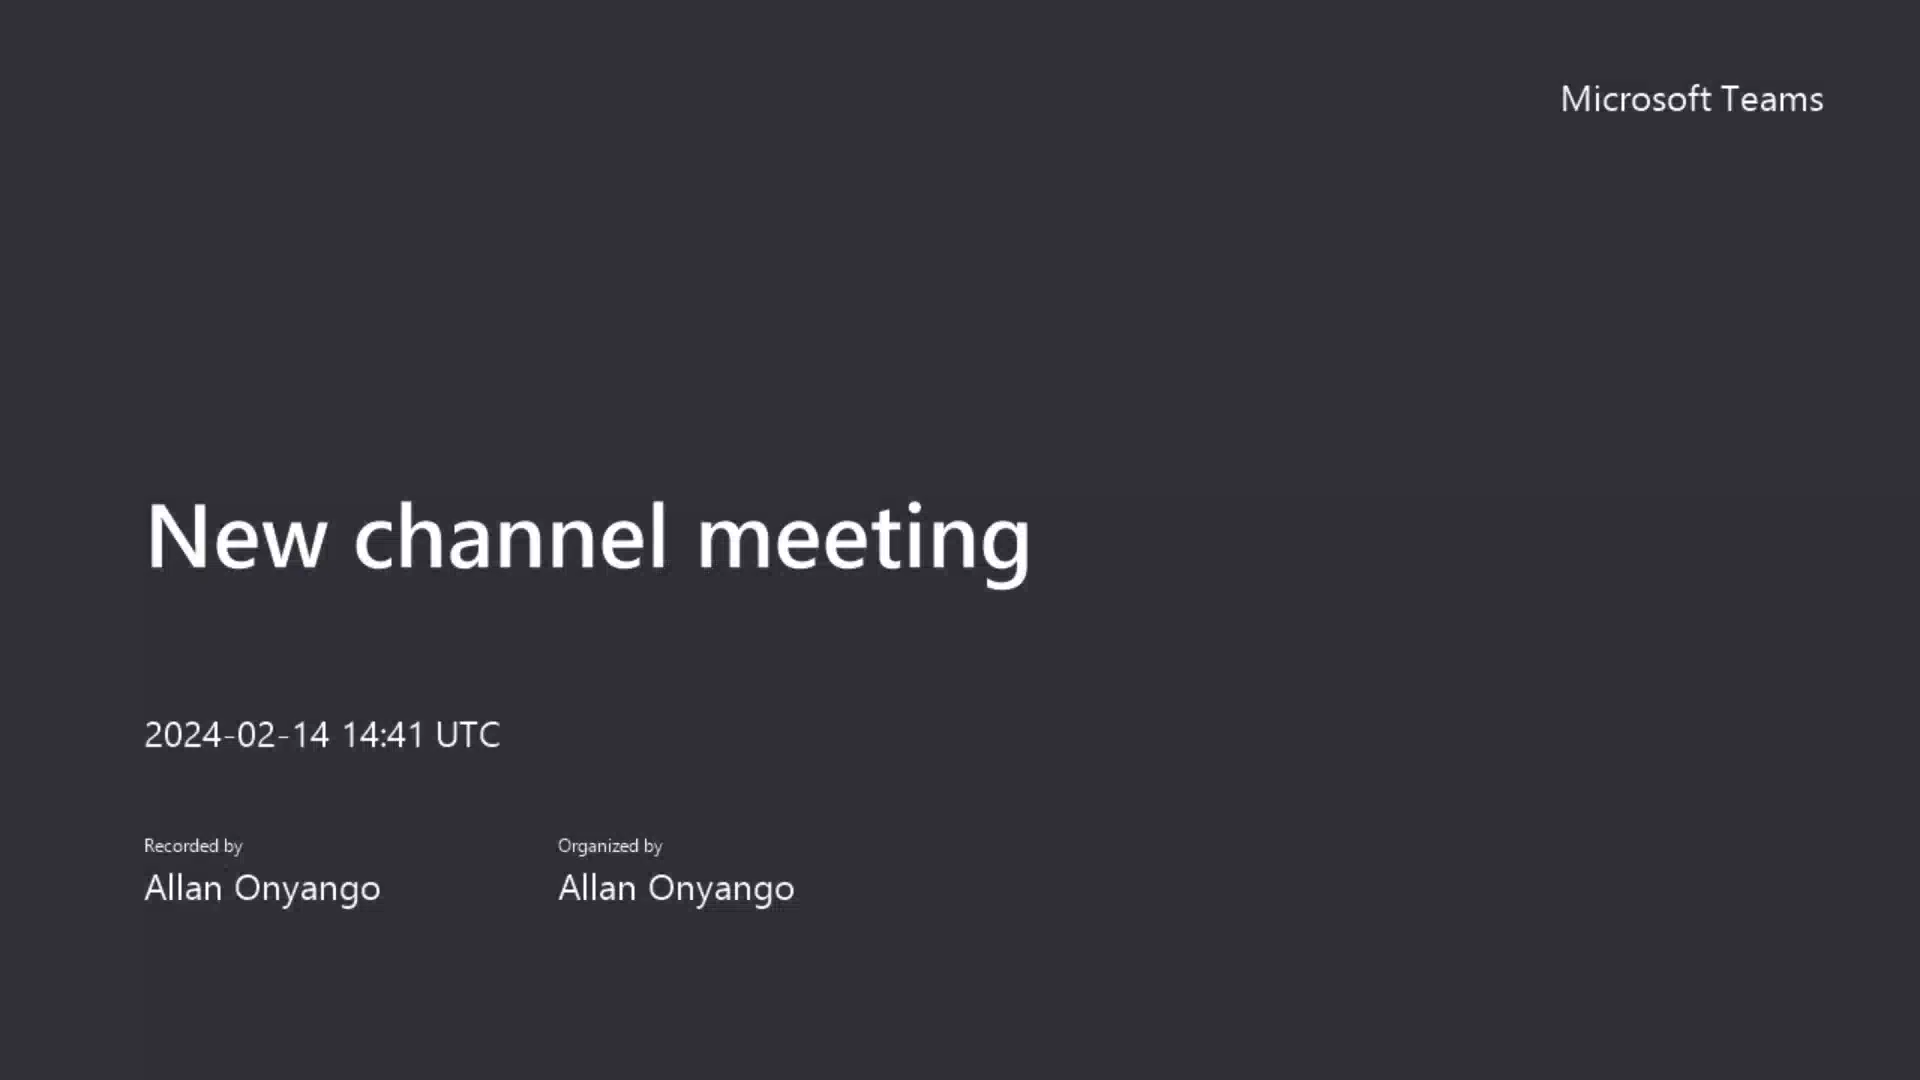 Microsoft Teams
New channel meeting
2024-02-14 14:41 UTC
Recorded by
Allan Onyango
Organized by
Allan Onyango